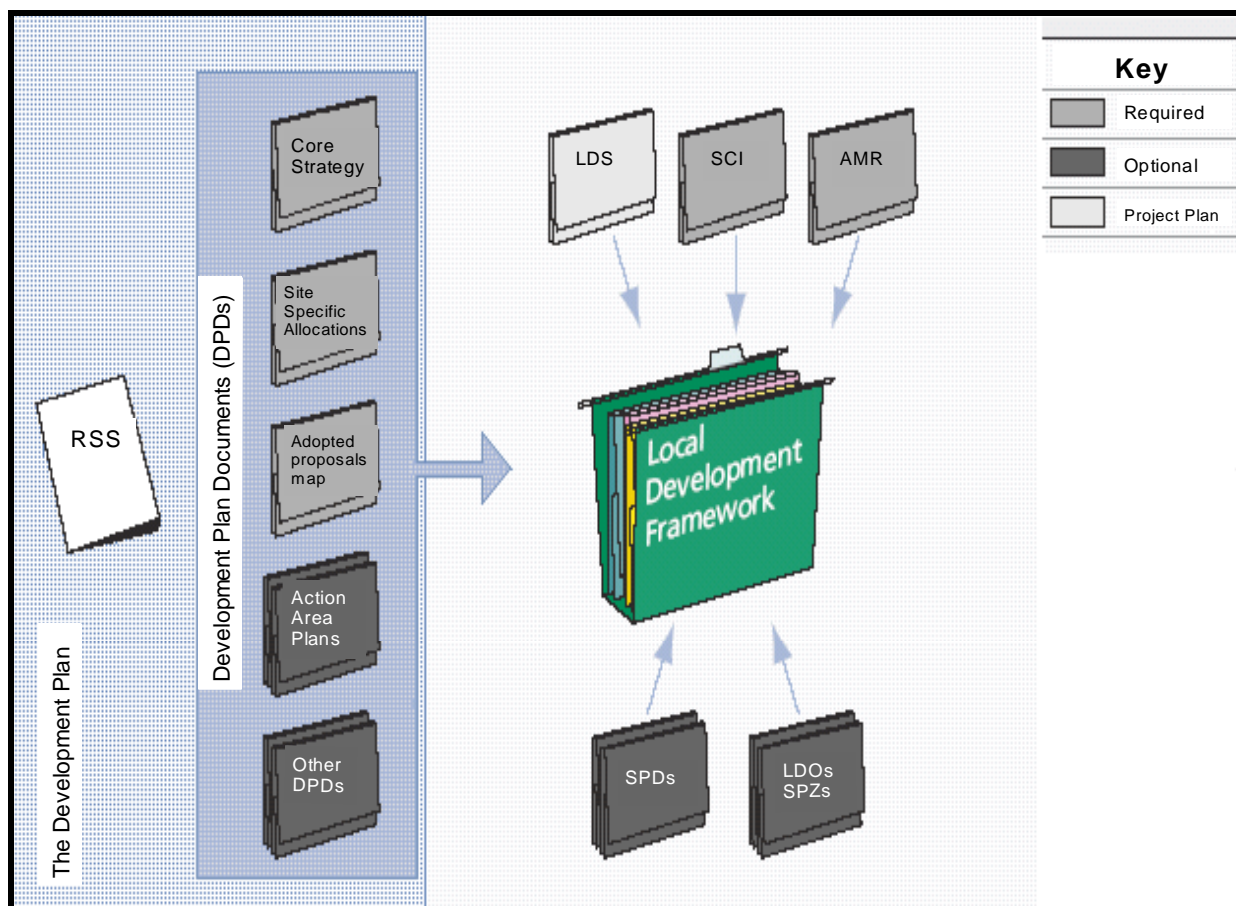 The Development Plan
RSS
Development Plan Documents (DPDs)
Core
Strategy
Site
Specific
Allocations
Adopted
proposals
map
Action
Area
Plans
Other
DPDs
LDS
SCI
AMR
Local
Development
Framework
SPDs
LDOs
SPZs
Key
Required
Optional
Project Plan